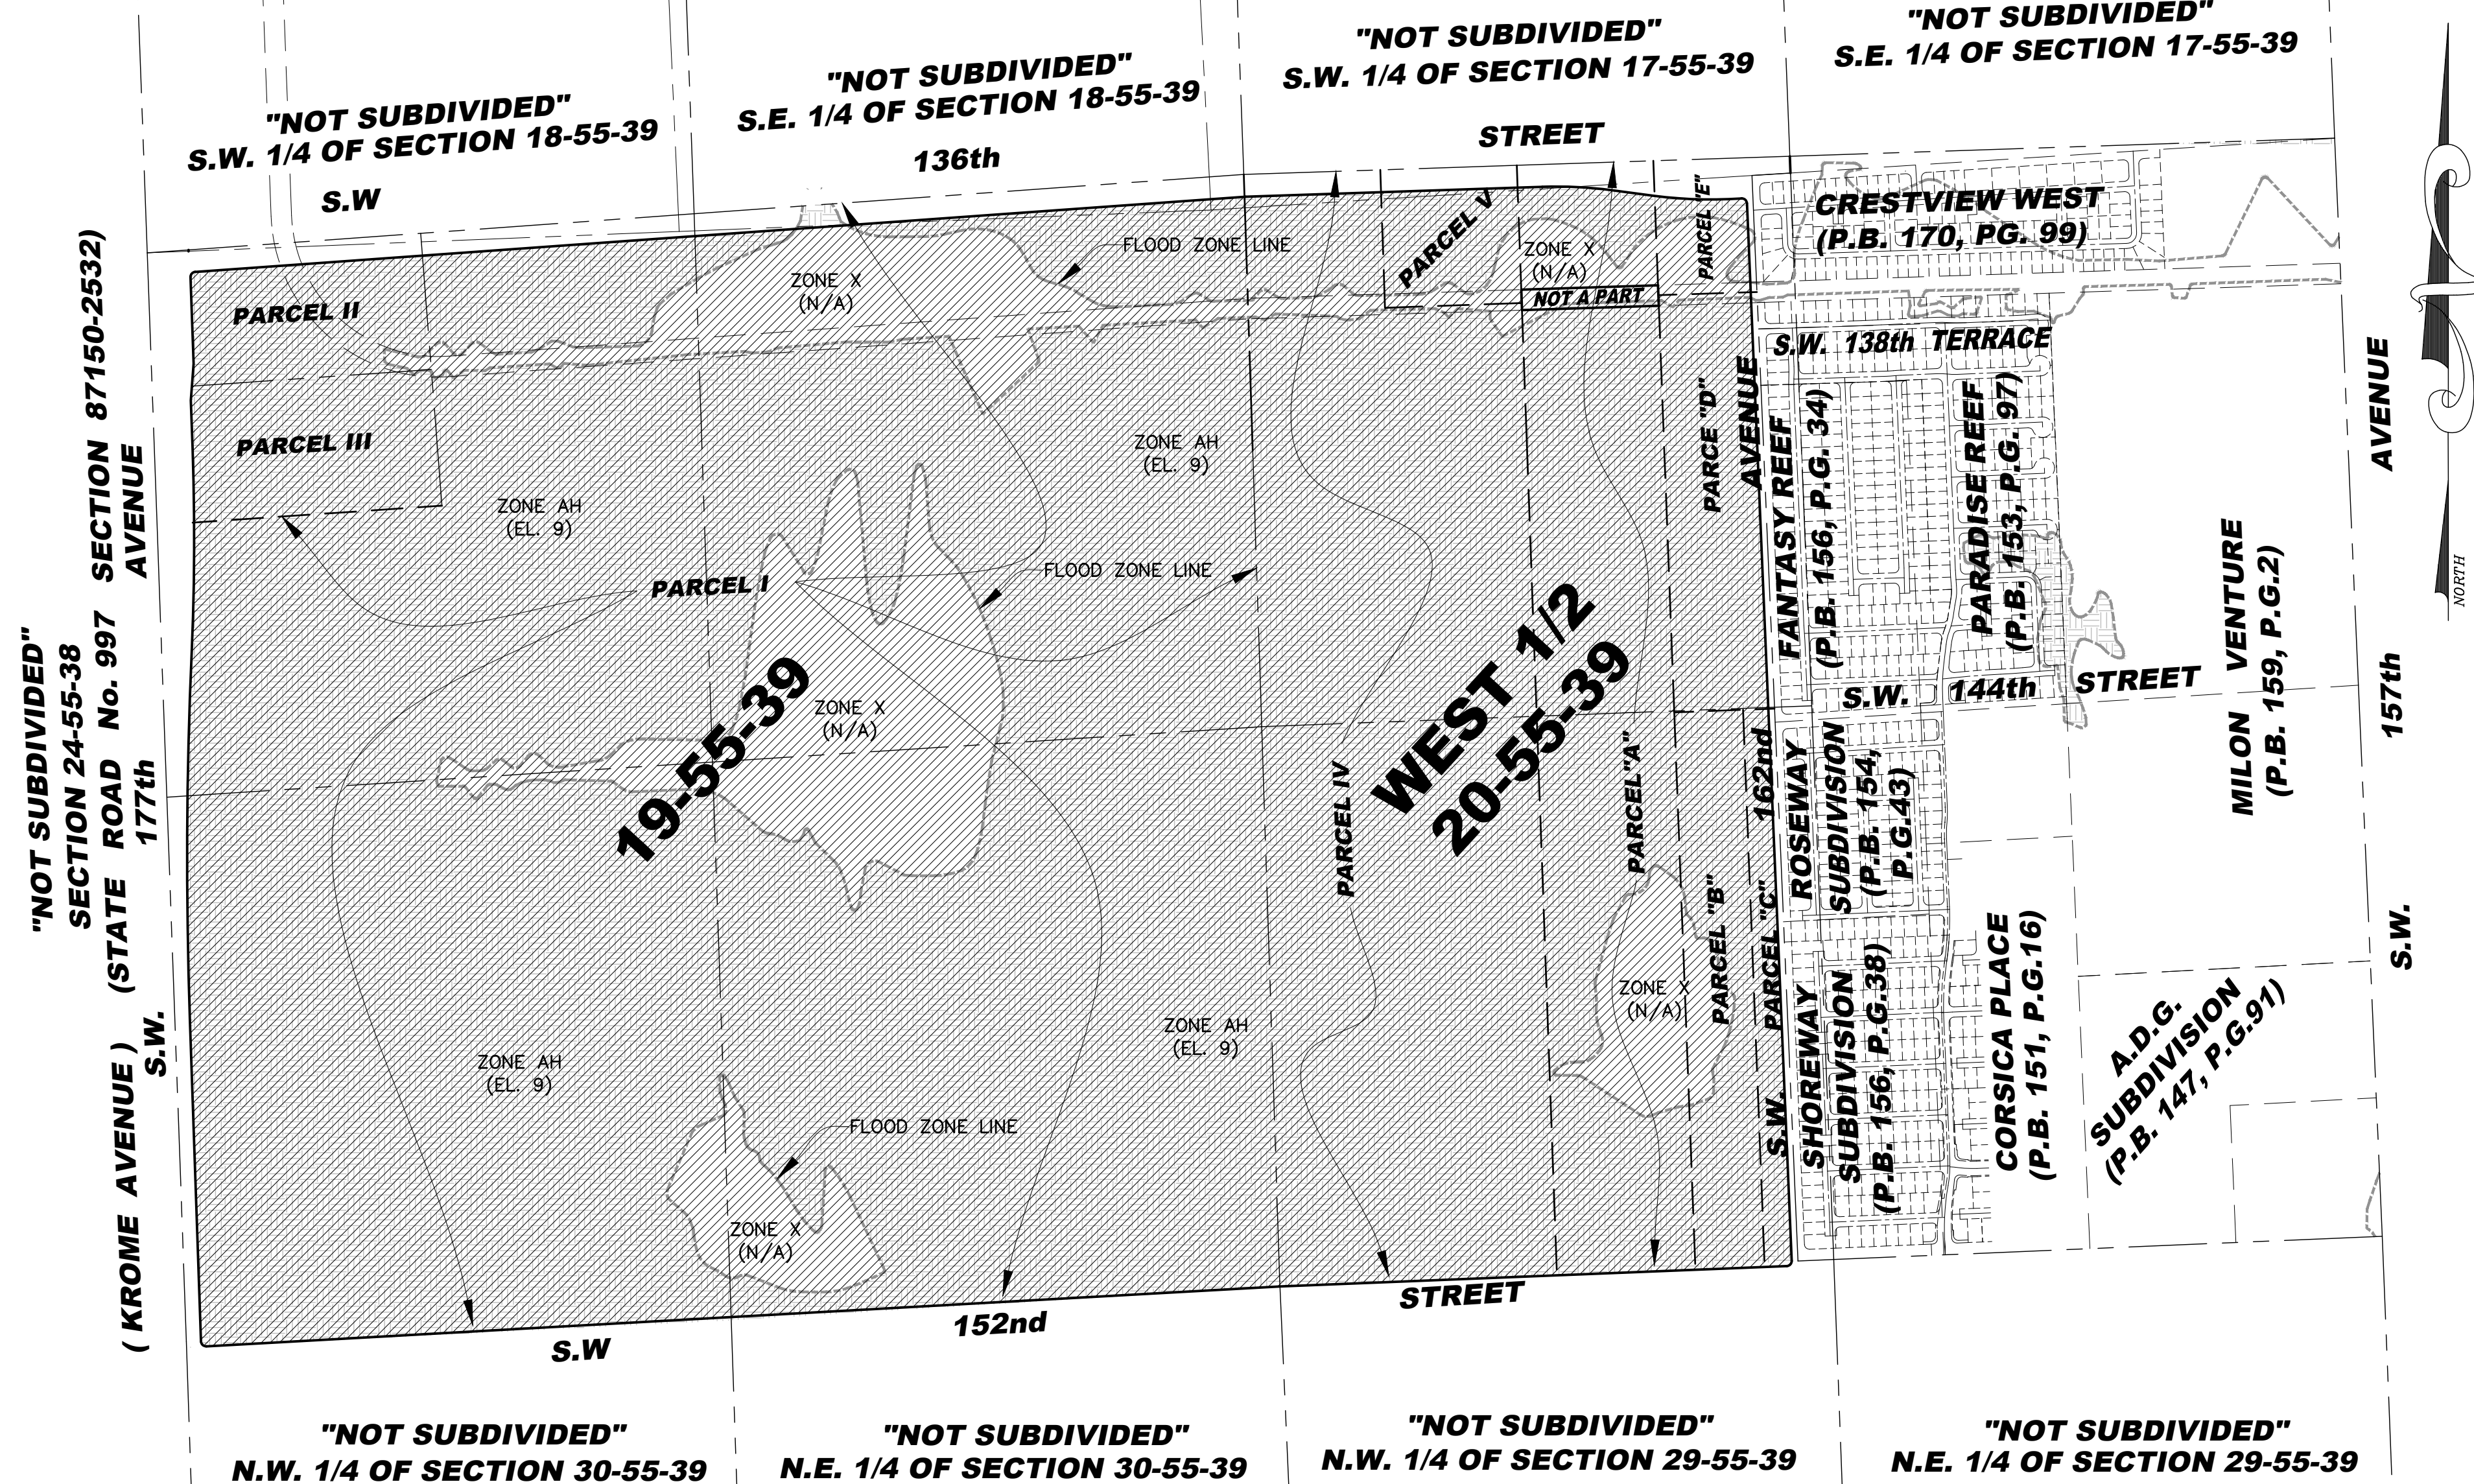 "NOT SUBDIVIDED"
S.W. 1/4 OF SECTION 18-55-39
"NOT SUBDIVIDED"
S.E. 1/4 OF SECTION 18-55-39
"NOT SUBDIVIDED"
S.W. 1/4 OF SECTION 17-55-39
"NOT SUBDIVIDED"
S.E. 1/4 OF SECTION 17-55-39
S.W
136th
STREET
"NOT SUBDIVIDED"
SECTION 24-55-38
(STATE ROAD No. 997 SECTION 87150-2532)
( KROME AVENUE )
S.W.
177th
AVENUE
PARCEL II
PARCEL III
ZONE X
(N/A)
FLOOD ZONE LINE
PARCEL V
ZONE X
(N/A)
NOT A PART
PARCEL "E"
CRESTVIEW WEST
(P.B. 170, PG. 99)
S.W. 138th TERRACE
ZONE AH
(EL. 9)
ZONE AH
(EL. 9)
PARCEL I
FLOOD ZONE LINE
19-55-39
ZONE X
(N/A)
WEST 1/2
20-55-39
PARCEL IV
PARCEL"A"
PARCE "D"
PARCEL "B"
PARCEL "C"
S.W.
162nd
AVENUE
FANTASY REEF
(P.B. 156, P.G. 34)
PARADISE REEF
(P.B. 153, P.G. 97)
S.W. 144th STREET
ROSEWAY
SUBDIVISION
(P.B. 154,
P.G.43)
MILON VENTURE
(P.B. 159, P.G.2)
S.W.
157th
AVENUE
NORTH
ZONE X
(N/A)
ZONE AH
(EL. 9)
ZONE AH
(EL. 9)
FLOOD ZONE LINE
ZONE X
(N/A)
SHOREWAY
SUBDIVISION
(P.B. 156, P.G.38)
CORSICA PLACE
(P.B. 151, P.G.16)
A.D.G.
SUBDIVISION
(P.B. 147, P.G.91)
S.W
152nd
STREET
"NOT SUBDIVIDED"
N.W. 1/4 OF SECTION 30-55-39
"NOT SUBDIVIDED"
N.E. 1/4 OF SECTION 30-55-39
"NOT SUBDIVIDED"
N.W. 1/4 OF SECTION 29-55-39
"NOT SUBDIVIDED"
N.E. 1/4 OF SECTION 29-55-39